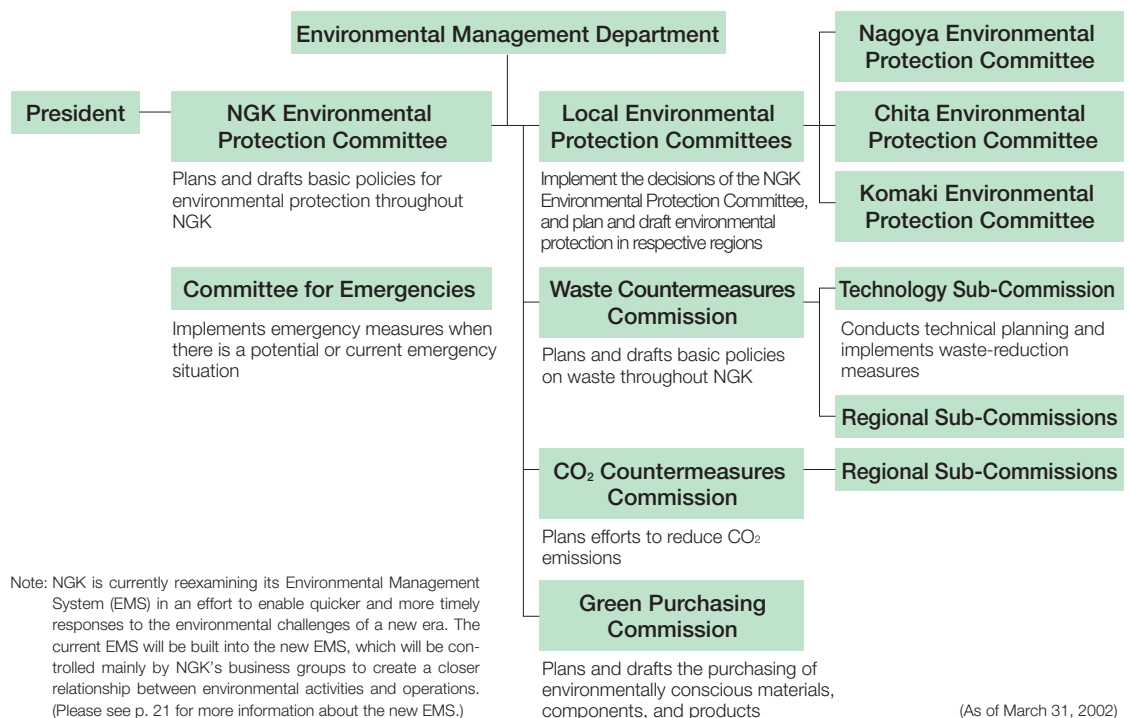 Environmental Management Department
President
NGK Environmental
Protection Committee
Plans and drafts basic policies for
environmental protection throughout
NGK
Committee for Emergencies
Implements emergency measures when
there is a potential or current emergency
situation
Local Environmental
Protection Committees
Implement the decisions of the NGK
Environmental Protection Committee,
and plan and draft environmental
protection in respective regions
Nagoya Environmental
Protection Committee
Chita Environmental
Protection Committee
Komaki Environmental
Protection Committee
Waste Countermeasures
Commission
Plans and drafts basic policies
on waste throughout NGK
Technology Sub-Commission
Conducts technical planning and
implements waste-reduction
measures
Regional Sub-Commissions
CO₂ Countermeasures
Commission
Plans efforts to reduce CO₂
emissions
Regional Sub-Commissions
Green Purchasing
Commission
Plans and drafts the purchasing of
environmentally conscious materials,
components, and products
Note: NGK is currently reexamining its Environmental Management
System (EMS) in an effort to enable quicker and more timely
responses to the environmental challenges of a new era. The
current EMS will be built into the new EMS, which will be con-
trolled mainly by NGK's business groups to create a closer
relationship between environmental activities and operations.
(Please see p. 21 for more information about the new EMS.)
(As of March 31, 2002)